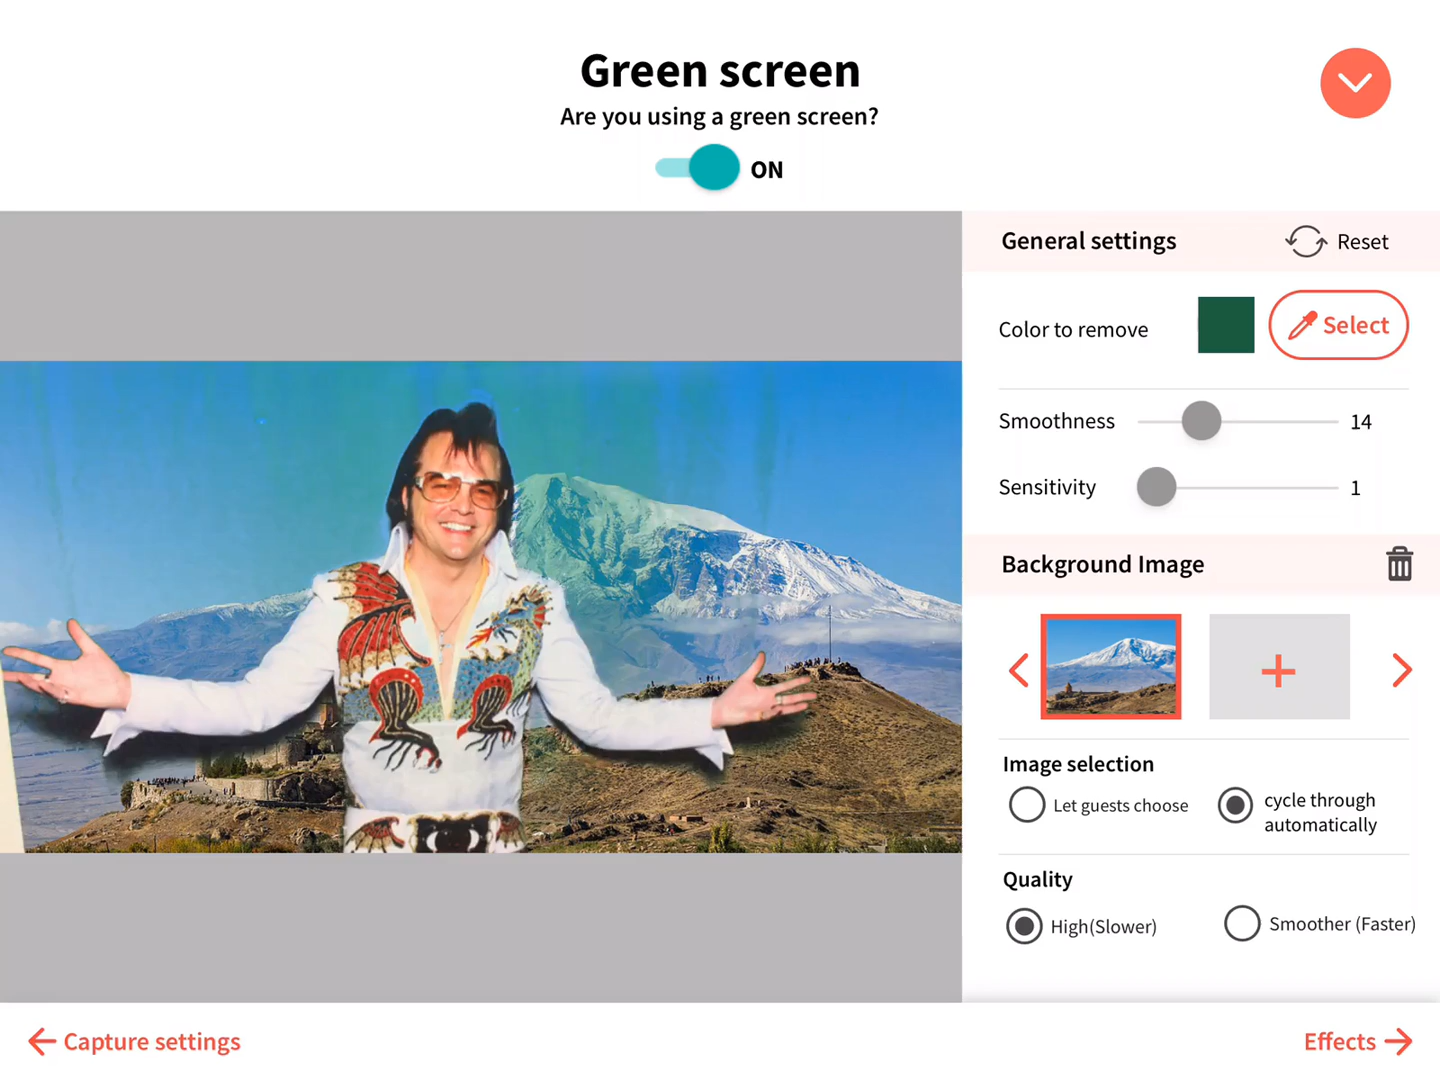 Green screen
Are you using a green screen?
ON
General settings
Reset
Color to remove
Select
Smoothness
14
Sensitivity
1
Background Image
Image selection
Let guests choose
cycle through
automatically
Quality
High(Slower)
Smoother (Faster)
Capture settings
Effects